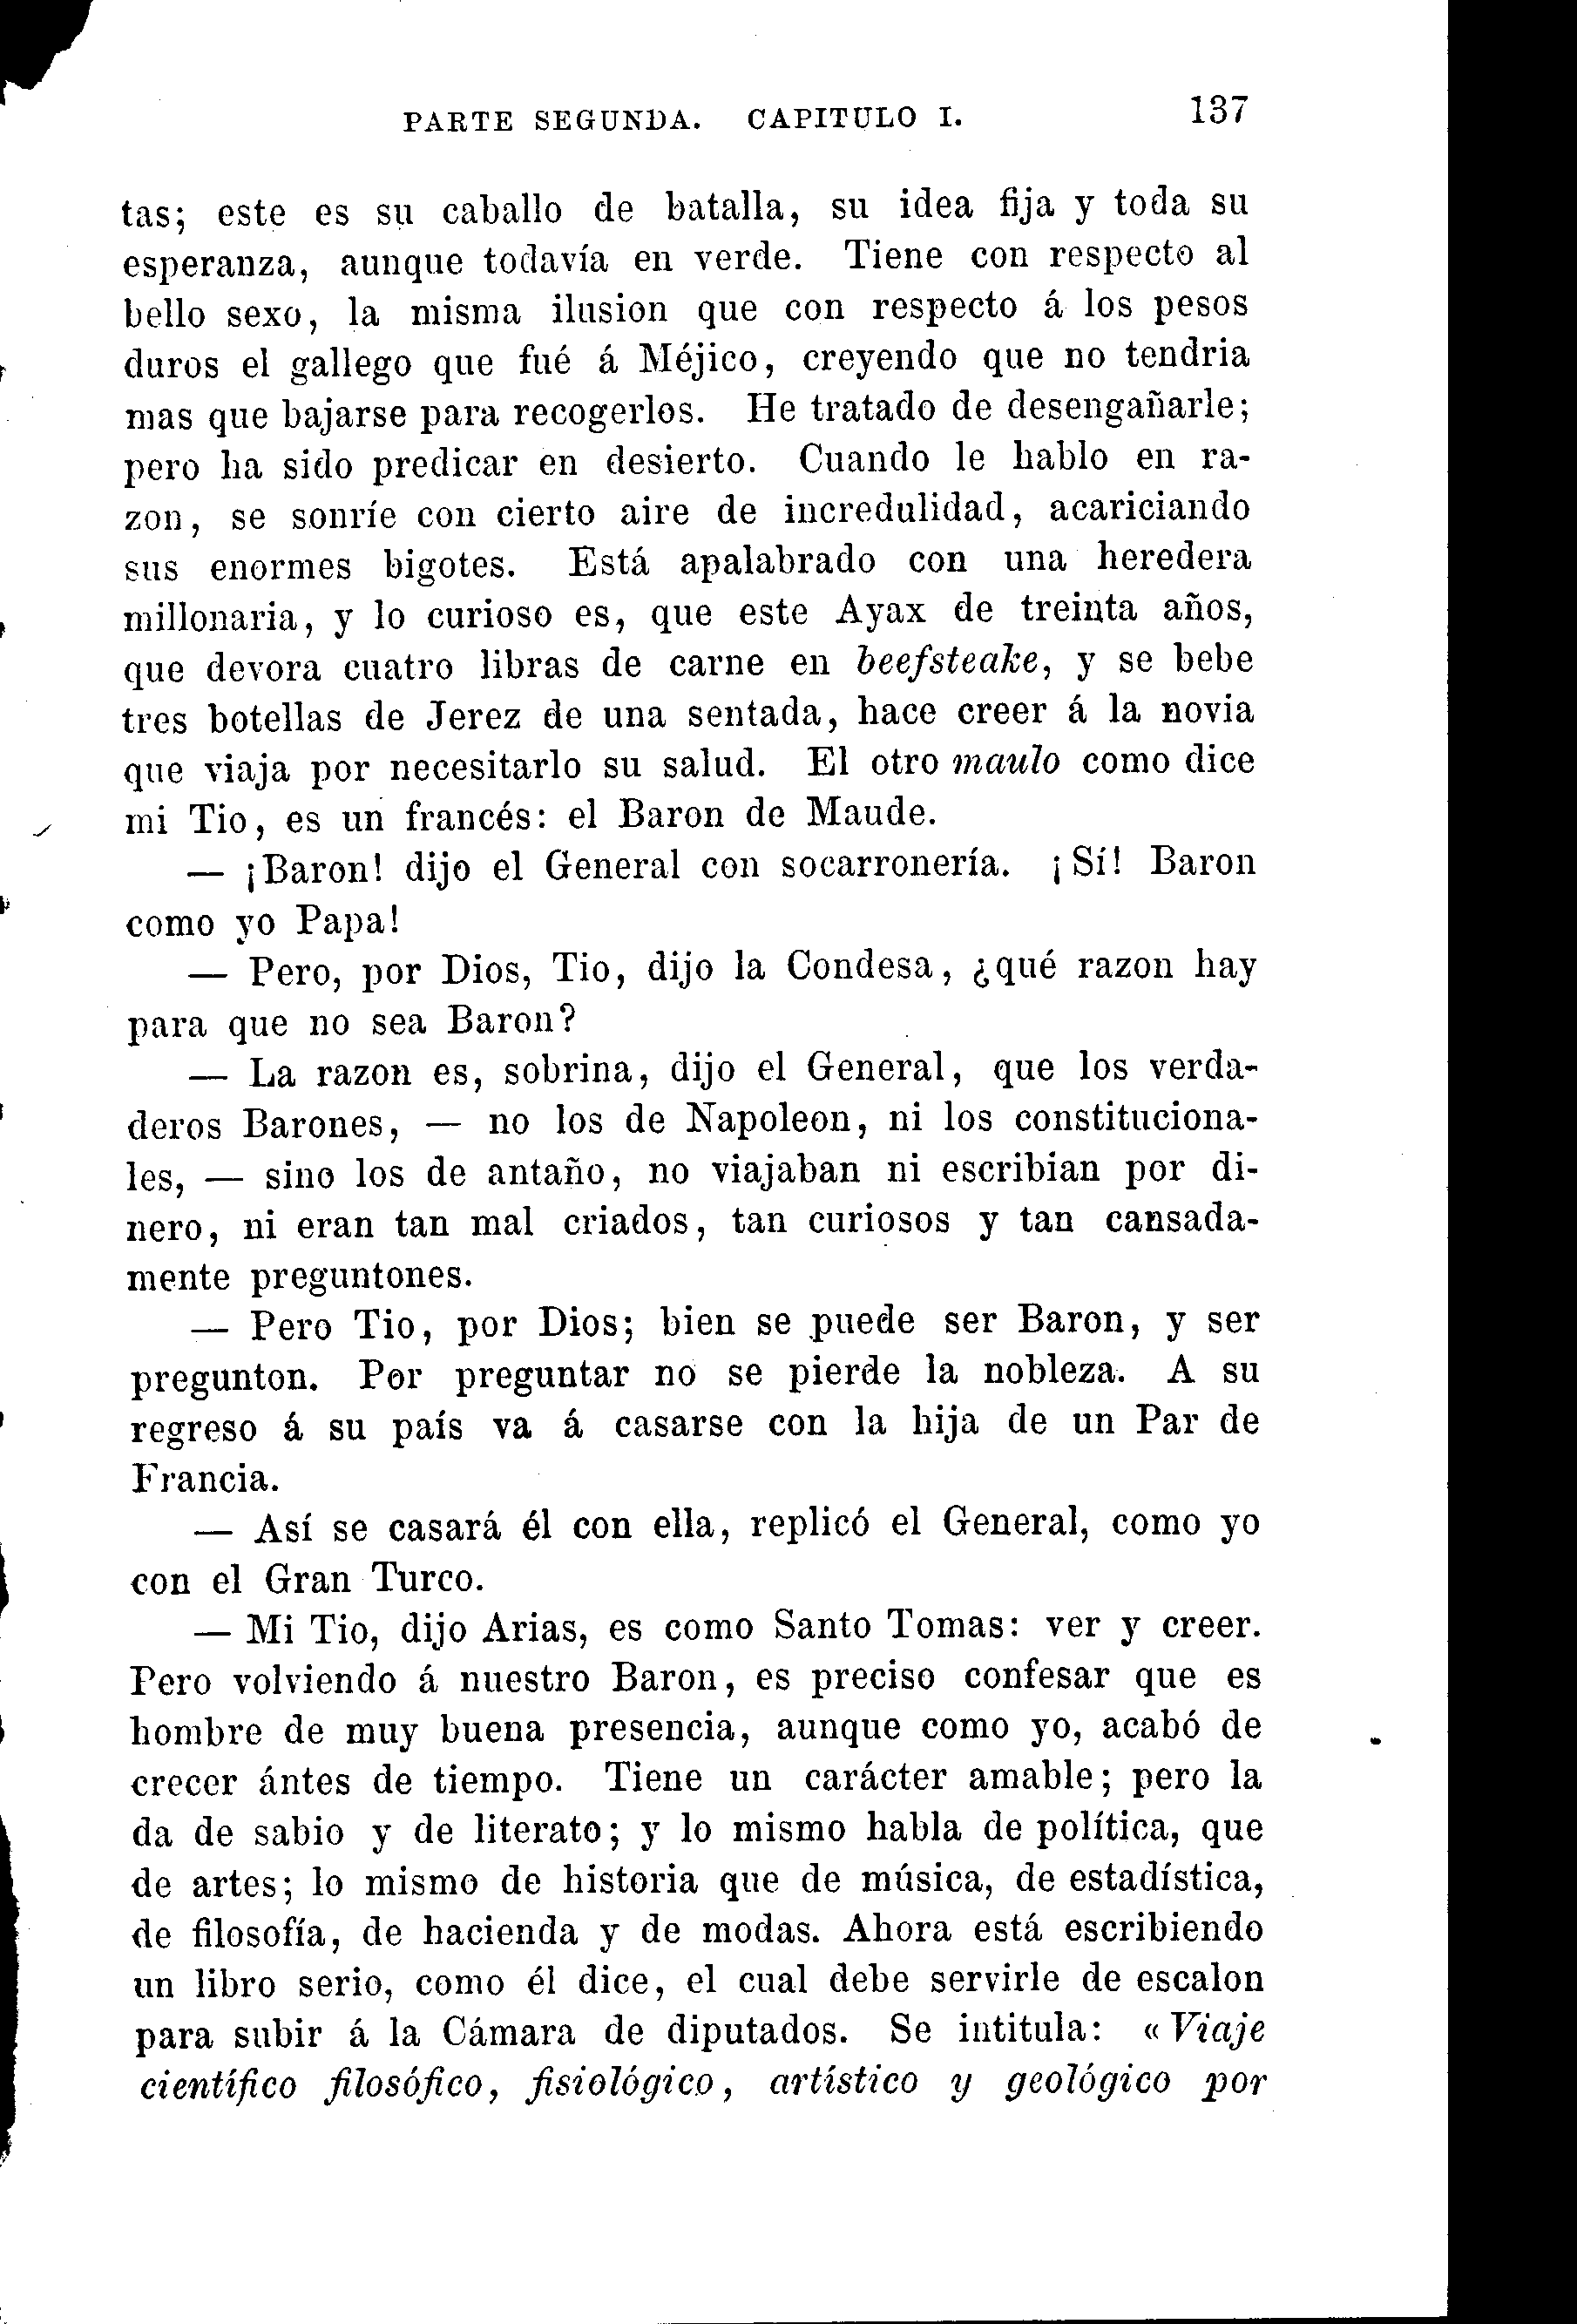 PARTE SEGUNDA. CAPITULO I. 137
tas; este es su caballo de batalla, su idea fija y toda su
esperanza, aunque todavía en verde. Tiene con respecto al
bello sexo, la misma ilusion que con respecto á los pesos
duros el gallego que fué á Méjico, creyendo que no tendria
mas que bajarse para recogerlos. He tratado de desengañarle;
pero ha sido predicar en desierto. Cuando le hablo en ra-
zon, se sonríe con cierto aire de incredulidad, acariciando
sus enormes bigotes. Está apalabrado con una heredera
millonaria, y lo curioso es, que este Ayax de treinta años,
que devora cuatro libras de carne en beefsteake, y se bebe
tres botellas de Jerez de una sentada, hace creer á la novia
que viaja por necesitarlo su salud. El otro maulo como dice
mi Tio, es un francés: el Baron de Maude.
— ¡Baron! dijo el General con socarronería. ¡Sí! Baron
como yo Papa!
— Pero, por Dios, Tio, dijo la Condesa, ¿qué razon hay
para que no sea Baron?
— La razon es, sobrina, dijo el General, que los verda-
deros Barones, — no los de Napoleon, ni los constituciona-
les, — sino los de antaño, no viajaban ni escribian por di-
nero, ni eran tan mal criados, tan curiosos y tan cansada-
mente preguntones.
— Pero Tio, por Dios; bien se puede ser Baron, y ser
pregunton. Por preguntar no se pierde la nobleza. A su
regreso á su país va á casarse con la hija de un Par de
Francia.
— Así se casará él con ella, replicó el General, como yo
con el Gran Turco.
— Mi Tio, dijo Arias, es como Santo Tomas: ver y creer.
Pero volviendo á nuestro Baron, es preciso confesar que es
hombre de muy buena presencia, aunque como yo, acabó de
crecer ántes de tiempo. Tiene un carácter amable; pero la
da de sabio y de literato; y lo mismo habla de política, que
de artes; lo mismo de historia que de música, de estadística,
de filosofía, de hacienda y de modas. Ahora está escribiendo
un libro serio, como él dice, el cual debe servirle de escalon
para subir á la Cámara de diputados. Se intitula: «Viaje
científico filosófico, fisiológico, artístico y geológico por